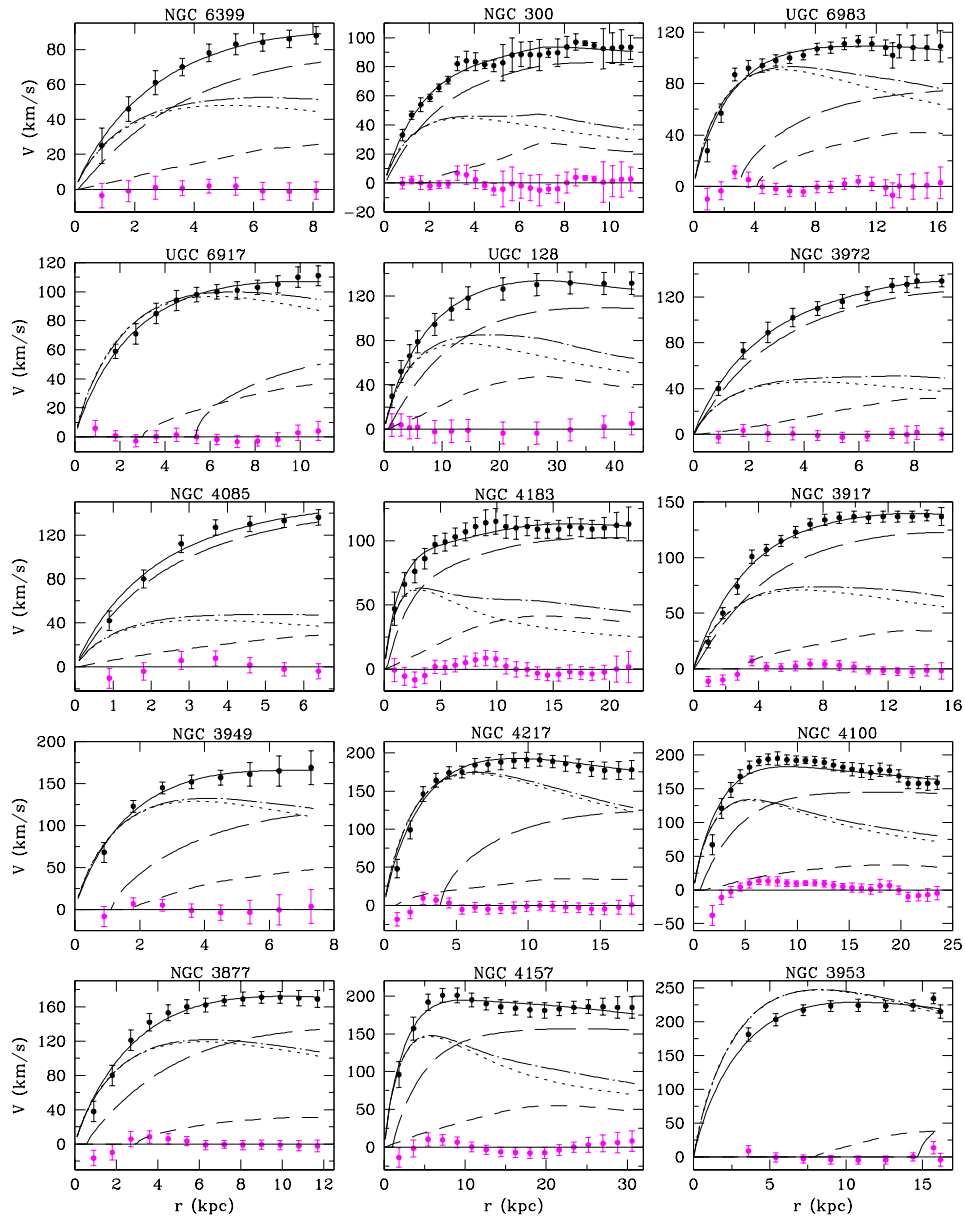 NGC 6399
NGC 300
UGC 6983
V (km/s)
80
60
40
20
0
0 2 4 6 8
100
80
60
40
20
0
−20
0 2 4 6 8 10
120
80
40
0
0 4 8 12 16
UGC 6917
UGC 128
NGC 3972
V (km/s)
120
100
80
60
40
20
0
0 2 4 6 8 10
160
120
80
40
0
0 10 20 30 40
120
80
40
0
0 2 4 6 8
NGC 4085
NGC 4183
NGC 3917
V (km/s)
120
80
40
0
0 1 2 3 4 5 6
100
50
0
0 5 10 15 20
150
100
50
0
0 4 8 12 16
NGC 3949
NGC 4217
NGC 4100
V (km/s)
200
150
100
50
0
0 2 4 6 8
200
150
100
50
0
0 5 10 15
200
150
100
50
0
−50
0 5 10 15 20 25
NGC 3877
NGC 4157
NGC 3953
V (km/s)
160
120
80
40
0
0 2 4 6 8 10 12
200
150
100
50
0
0 10 20 30
250
200
150
100
50
0
0 5 10 15
r (kpc)
r (kpc)
r (kpc)